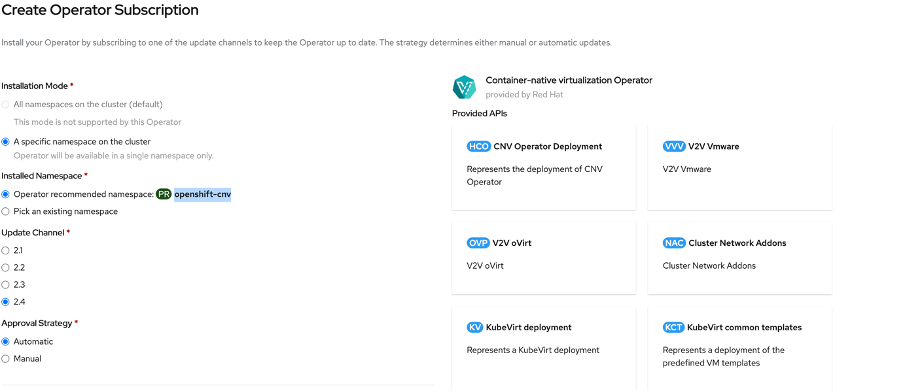 Create Operator Subscription
Install your Operator by subscribing to one of the update channels to keep the Operator up to date. The strategy determines either manual or automatic updates.
Installation Mode *
All namespaces on the cluster (default)
This mode is not supported by this Operator
A specific namespace on the cluster
Operator will be available in a single namespace only.
Installed Namespace *
Operator recommended namespace: PR openshift-cnv
Pick an existing namespace
Update Channel *
2.1
2.2
2.3
2.4
Approval Strategy *
Automatic
Manual
Container-native virtualization Operator
provided by Red Hat
Provided APIs
HCO CNV Operator Deployment
Represents the deployment of CNV
Operator
VVV V2V Vmware
V2V Vmware
OVP V2V oVirt
V2V oVirt
NAC Cluster Network Addons
Cluster Network Addons
KV KubeVirt deployment
Represents a KubeVirt deployment
KCT KubeVirt common templates
Represents a deployment of the
predefined VM templates